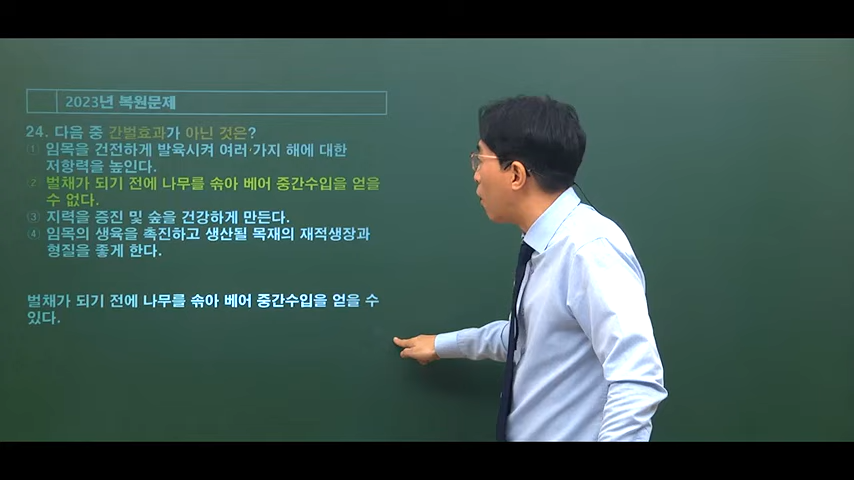 2023년 복원문제
24. 다음 중 간벌효과가 아닌 것은?
① 임목을 건전하게 발육시켜 여러 가지 해에 대한
저항력을 높인다.
② 벌채가 되기 전에 나무를 솎아 베어 중간수입을 얻을
수 없다.
③ 지력을 증진 및 숲을 건강하게 만든다.
④ 임목의 생육을 촉진하고 생산될 목재의 재적생장과
형질을 좋게 한다.
벌채가 되기 전에 나무를 솎아 베어 중간수입을 얻을 수
있다.